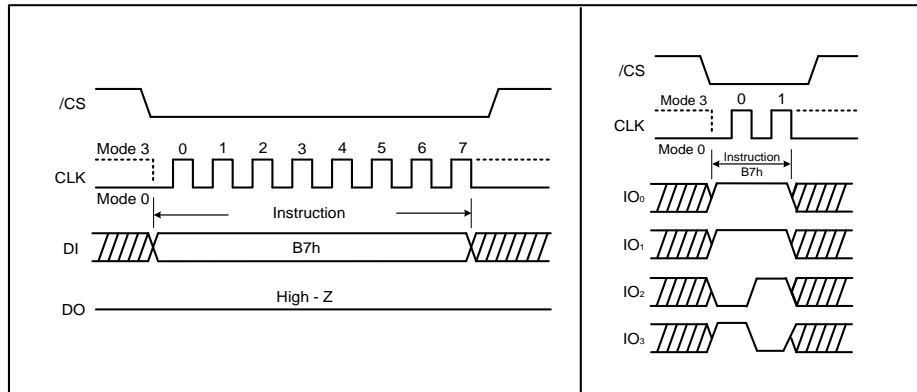 /CS
Mode 3 0 1 2 3 4 5 6 7
CLK
Mode 0
Instruction
DI B7h
High - Z
DO
/CS
Mode 3 0 1
CLK
Mode 0 Instruction
B7h
IO0
IO1
IO2
IO3